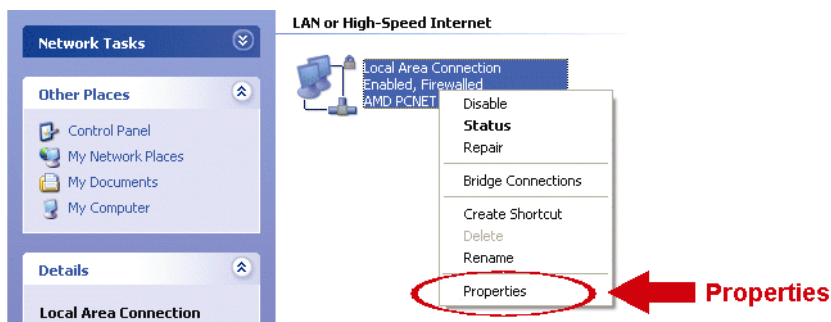 Network Tasks
Other Places
Control Panel
My Network Places
My Documents
My Computer
Details
Local Area Connection
LAN or High-Speed Internet
Local Area Connection
Enabled, Firewalled
AMD PCNET
Disable
Status
Repair
Bridge Connections
Create Shortcut
Delete
Rename
Properties
Properties